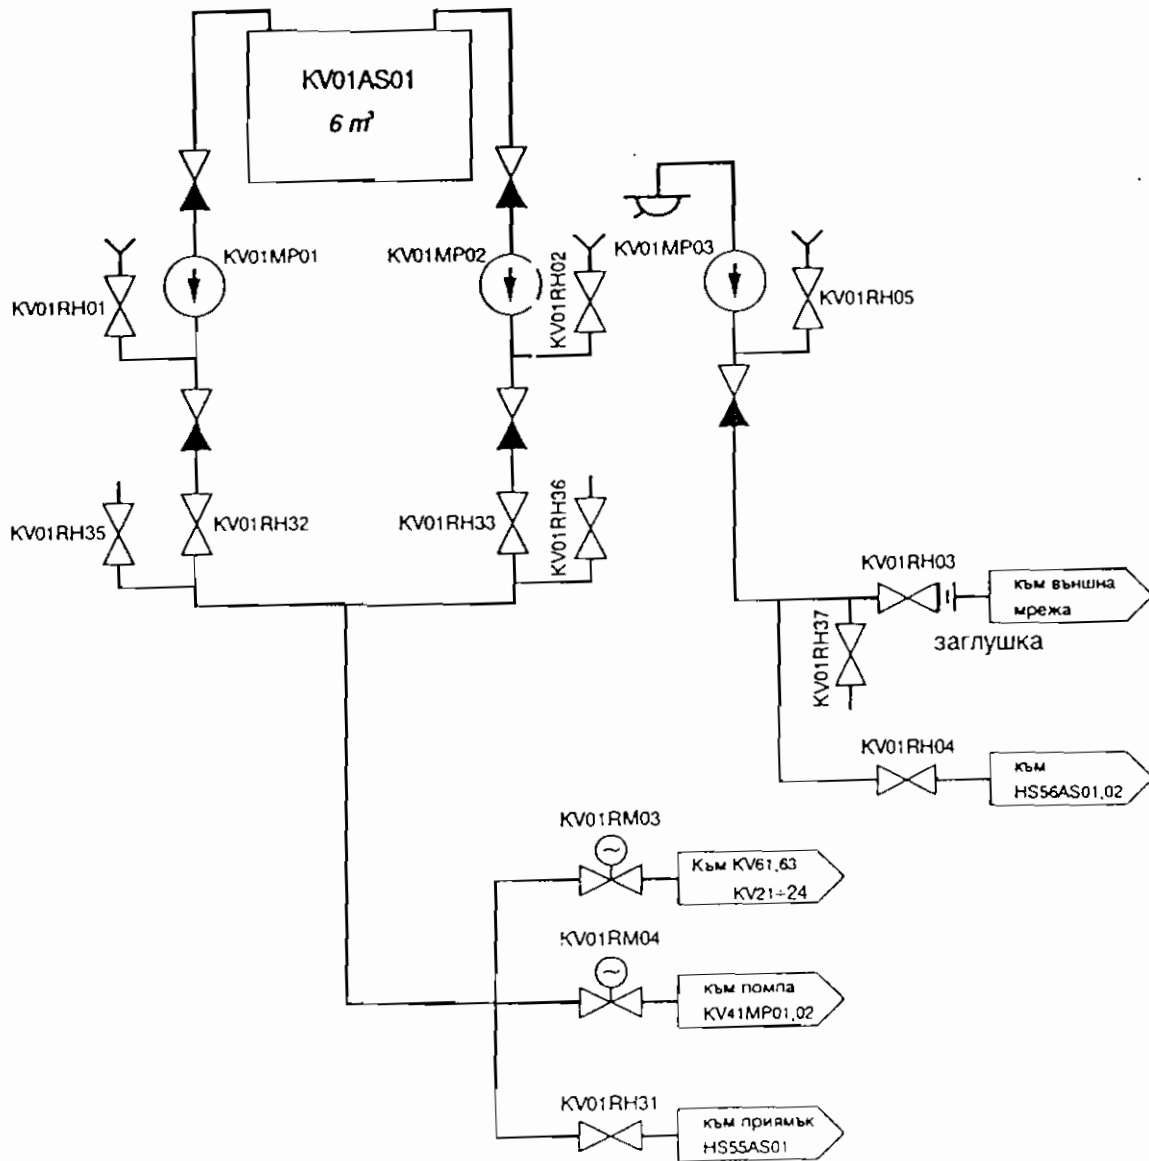 KV01AS01
6 m³
KV01MP01
KV01MP02
KV01RH02
KV01MP03
KV01RH01
KV01RH05
KV01RH35
KV01RH32
KV01RH33
KV01RH36
KV01RH03
към външна
мрежа
заглушка
KV01RH37
KV01RH04
към
HS56AS01,02
KV01RM03
Към KV61,63
KV21÷24
KV01RM04
към помпа
KV41MP01,02
KV01RH31
към приямък
HS55AS01